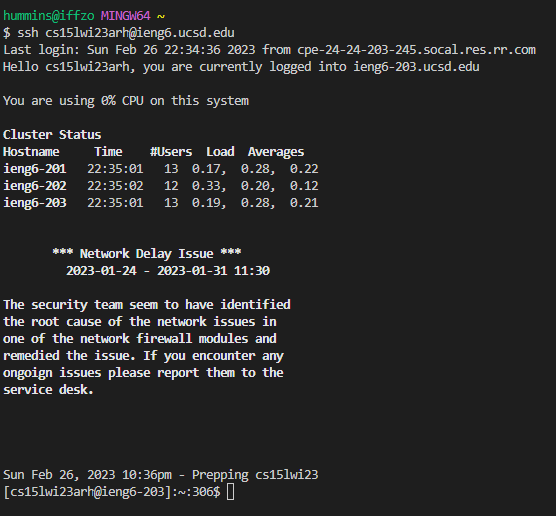 hummins@iffzo MINGW64 ~
$ ssh cs15lwi23arh@ieng6.ucsd.edu
Last login: Sun Feb 26 22:34:36 2023 from cpe-24-24-203-245.socal.res.rr.com
Hello cs15lwi23arh, you are currently logged into ieng6-203.ucsd.edu
You are using 0% CPU on this system
Cluster Status
Hostname     Time    #Users  Load  Averages
ieng6-201   22:35:01   13  0.17,  0.28,  0.22
ieng6-202   22:35:02   12  0.33,  0.20,  0.12
ieng6-203   22:35:01   13  0.19,  0.28,  0.21
*** Network Delay Issue ***
2023-01-24 - 2023-01-31 11:30
The security team seem to have identified
the root cause of the network issues in
one of the network firewall modules and
remedied the issue. If you encounter any
ongoign issues please report them to the
service desk.
Sun Feb 26, 2023 10:36pm - Prepping cs15lwi23
[cs15lwi23arh@ieng6-203]:~:306$